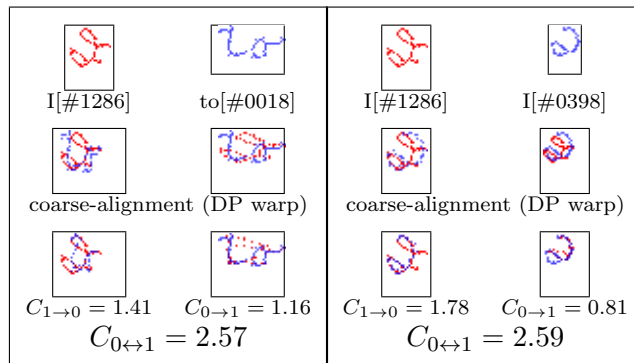 I[#1286] to[#0018]
coarse-alignment (DP warp)
C1→0 = 1.41 C0→1 = 1.16
C0↔1 = 2.57
I[#1286] I[#0398]
coarse-alignment (DP warp)
C1→0 = 1.78 C0→1 = 0.81
C0↔1 = 2.59